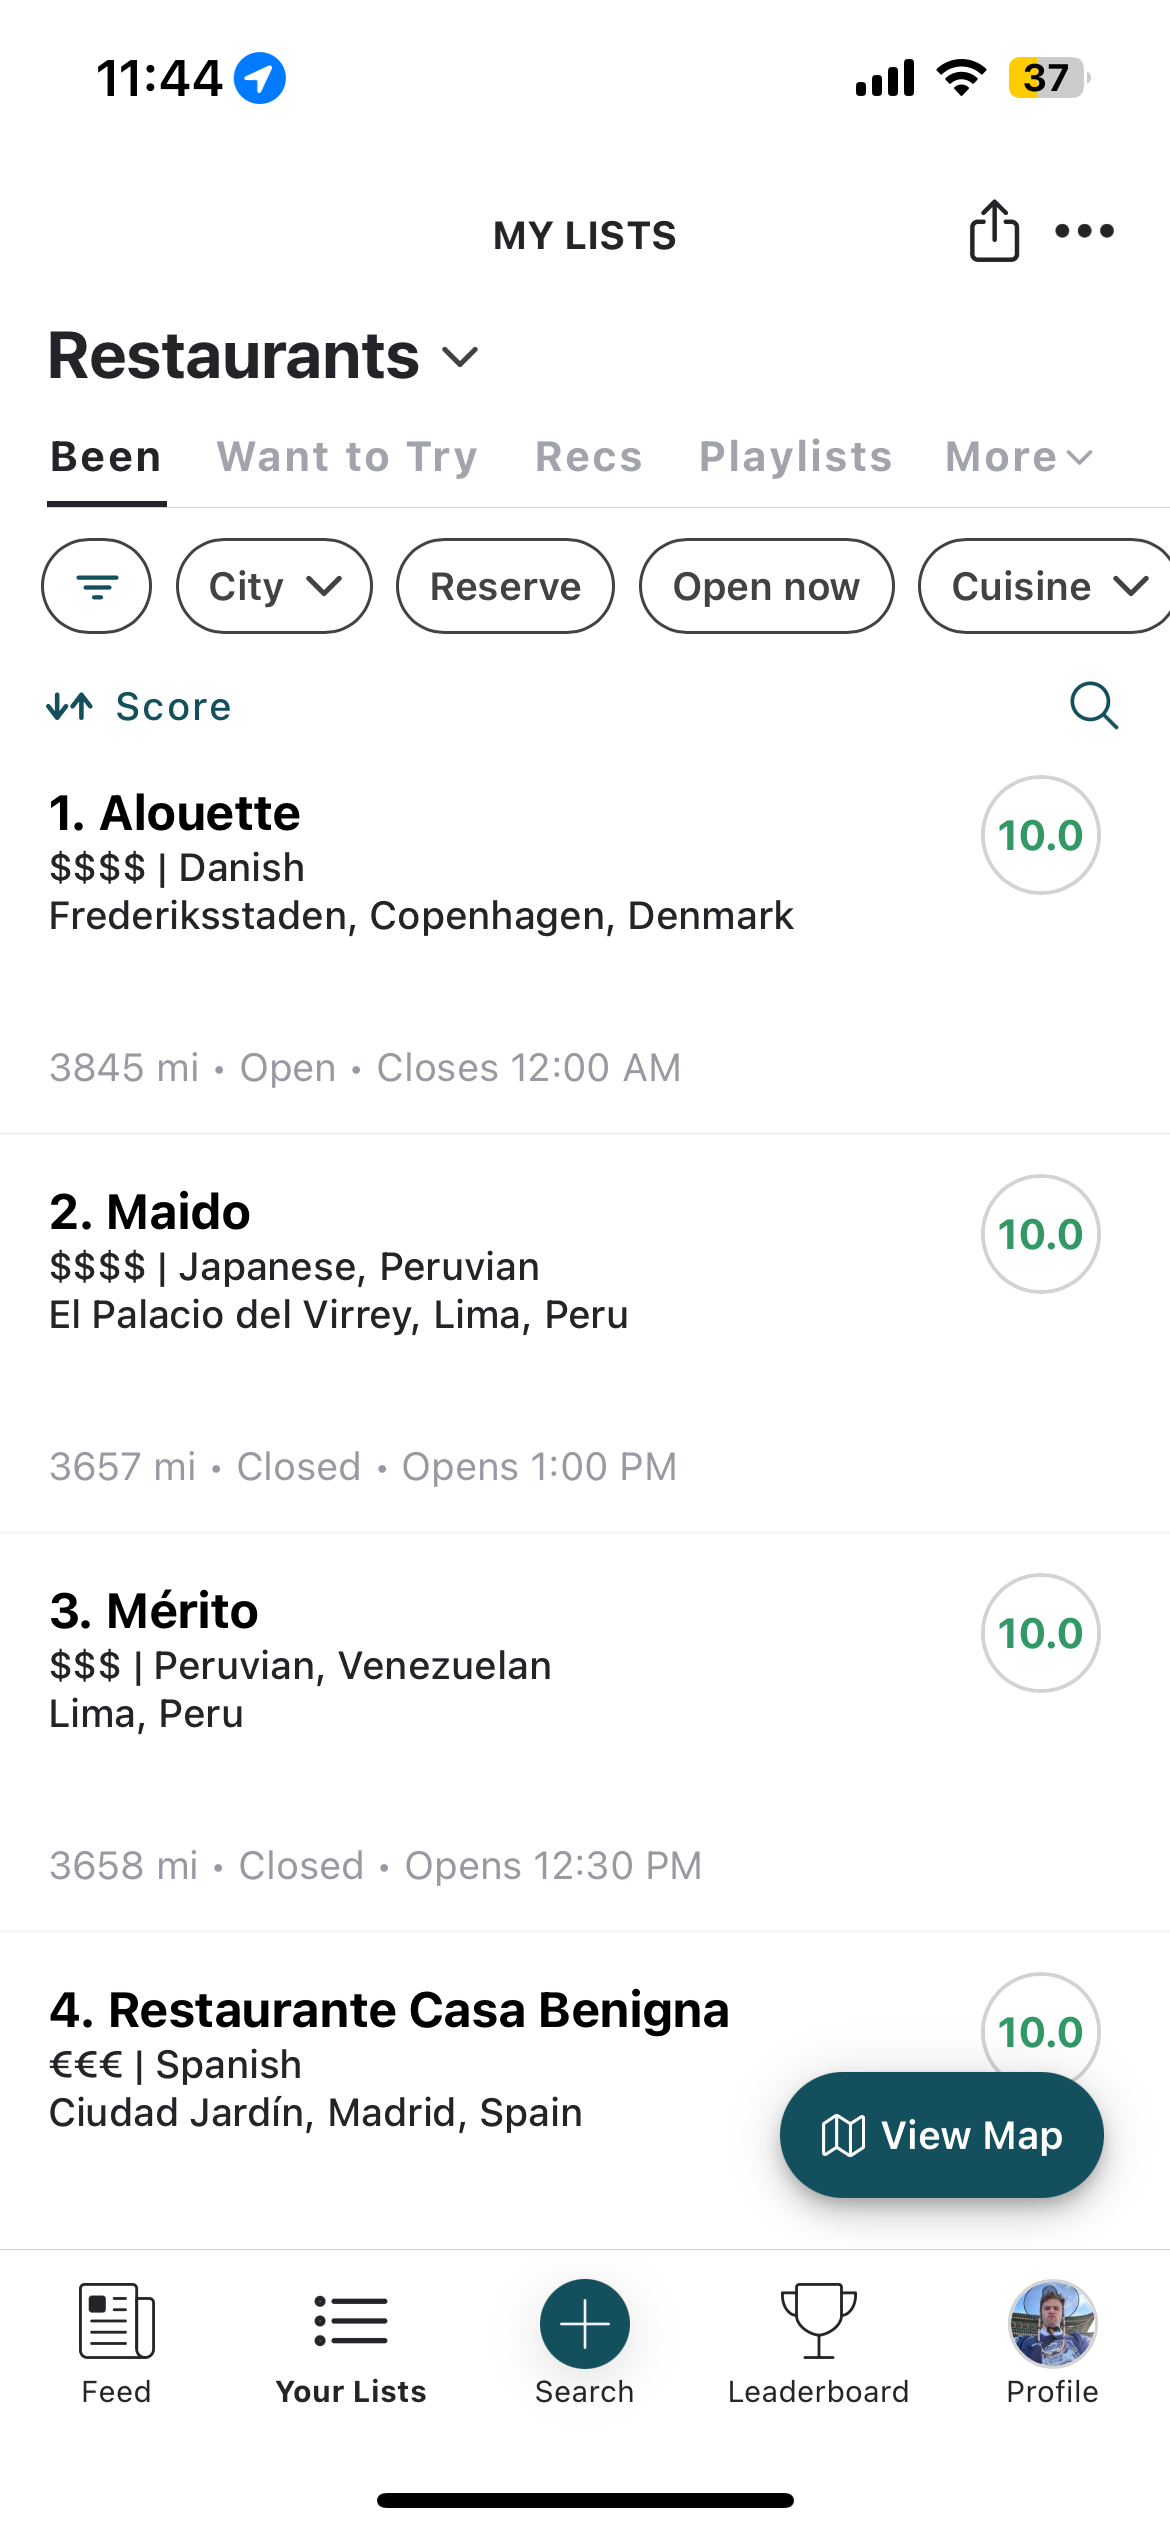 11:44
37
MY LISTS
Restaurants
Been Want to Try Recs Playlists More
City Reserve Open now Cuisine
Score
1. Alouette
10.0
$$$$ | Danish
Frederiksstaden, Copenhagen, Denmark
3845 mi • Open • Closes 12:00 AM
2. Maido
10.0
$$$$ | Japanese, Peruvian
El Palacio del Virrey, Lima, Peru
3657 mi • Closed • Opens 1:00 PM
3. Mérito
10.0
$$$ | Peruvian, Venezuelan
Lima, Peru
3658 mi • Closed • Opens 12:30 PM
4. Restaurante Casa Benigna
10.0
€€€ | Spanish
Ciudad Jardín, Madrid, Spain
View Map
Feed Your Lists Search Leaderboard Profile